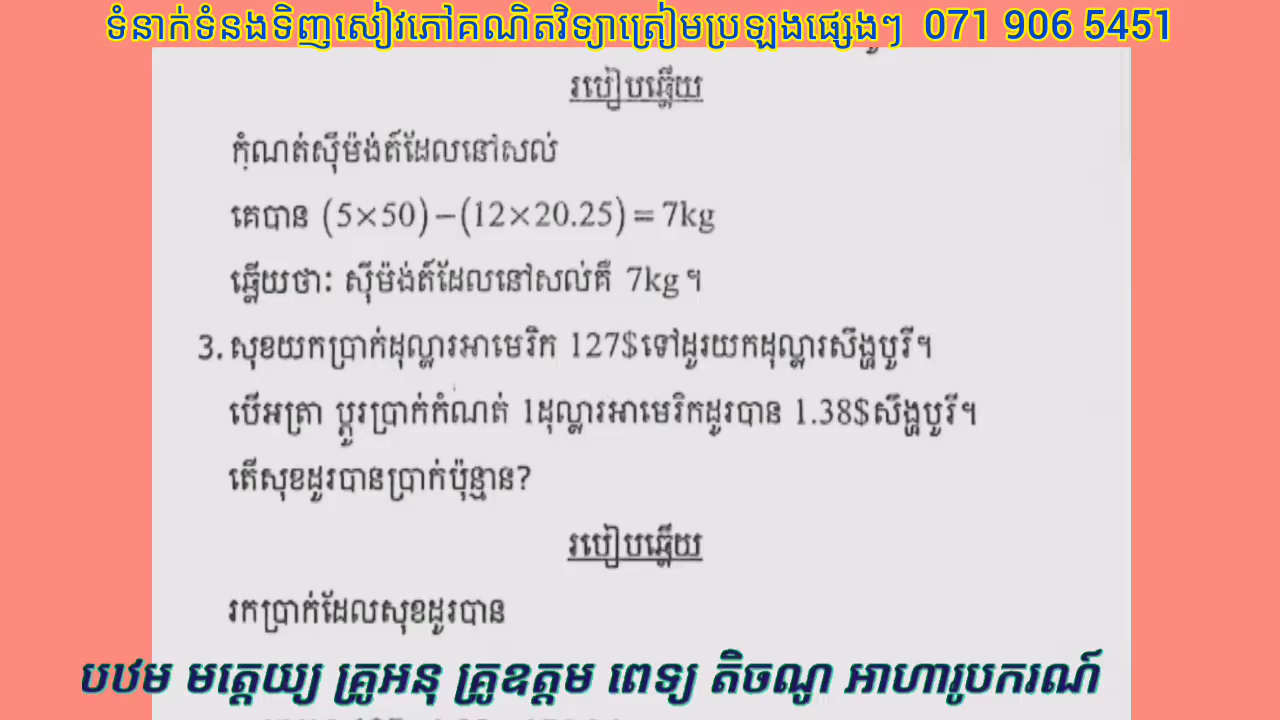 ទំនាក់ទំនងទិញសៀវភៅគណិតវិទ្យាត្រៀមប្រឡងផ្សេងៗ 071 906 5451
របៀបឆ្លើយ
កំណត់ស៊ីម៉ង់ត៍ដែលនៅសល់
គេបាន (5×50)−(12×20.25)=7kg
ឆ្លើយថា: ស៊ីម៉ង់ត៍ដែលនៅសល់គឺ 7kg ។
3. សុខយកប្រាក់ដុល្លារអាមេរិក 127$ទៅដូរយកដុល្លារសឹង្ហបូរី។
បើអត្រា ប្តូរប្រាក់កំណត់ 1ដុល្លារអាមេរិកដូរបាន 1.38$សឹង្ហបូរី។
តើសុខដូរបានប្រាក់ប៉ុន្មាន?
របៀបឆ្លើយ
រកប្រាក់ដែលសុខដូរបាន
បឋម មត្តេយ្យ គ្រូអនុ គ្រូឧត្តម ពេទ្យ តិចណូ អាហារូបករណ៍